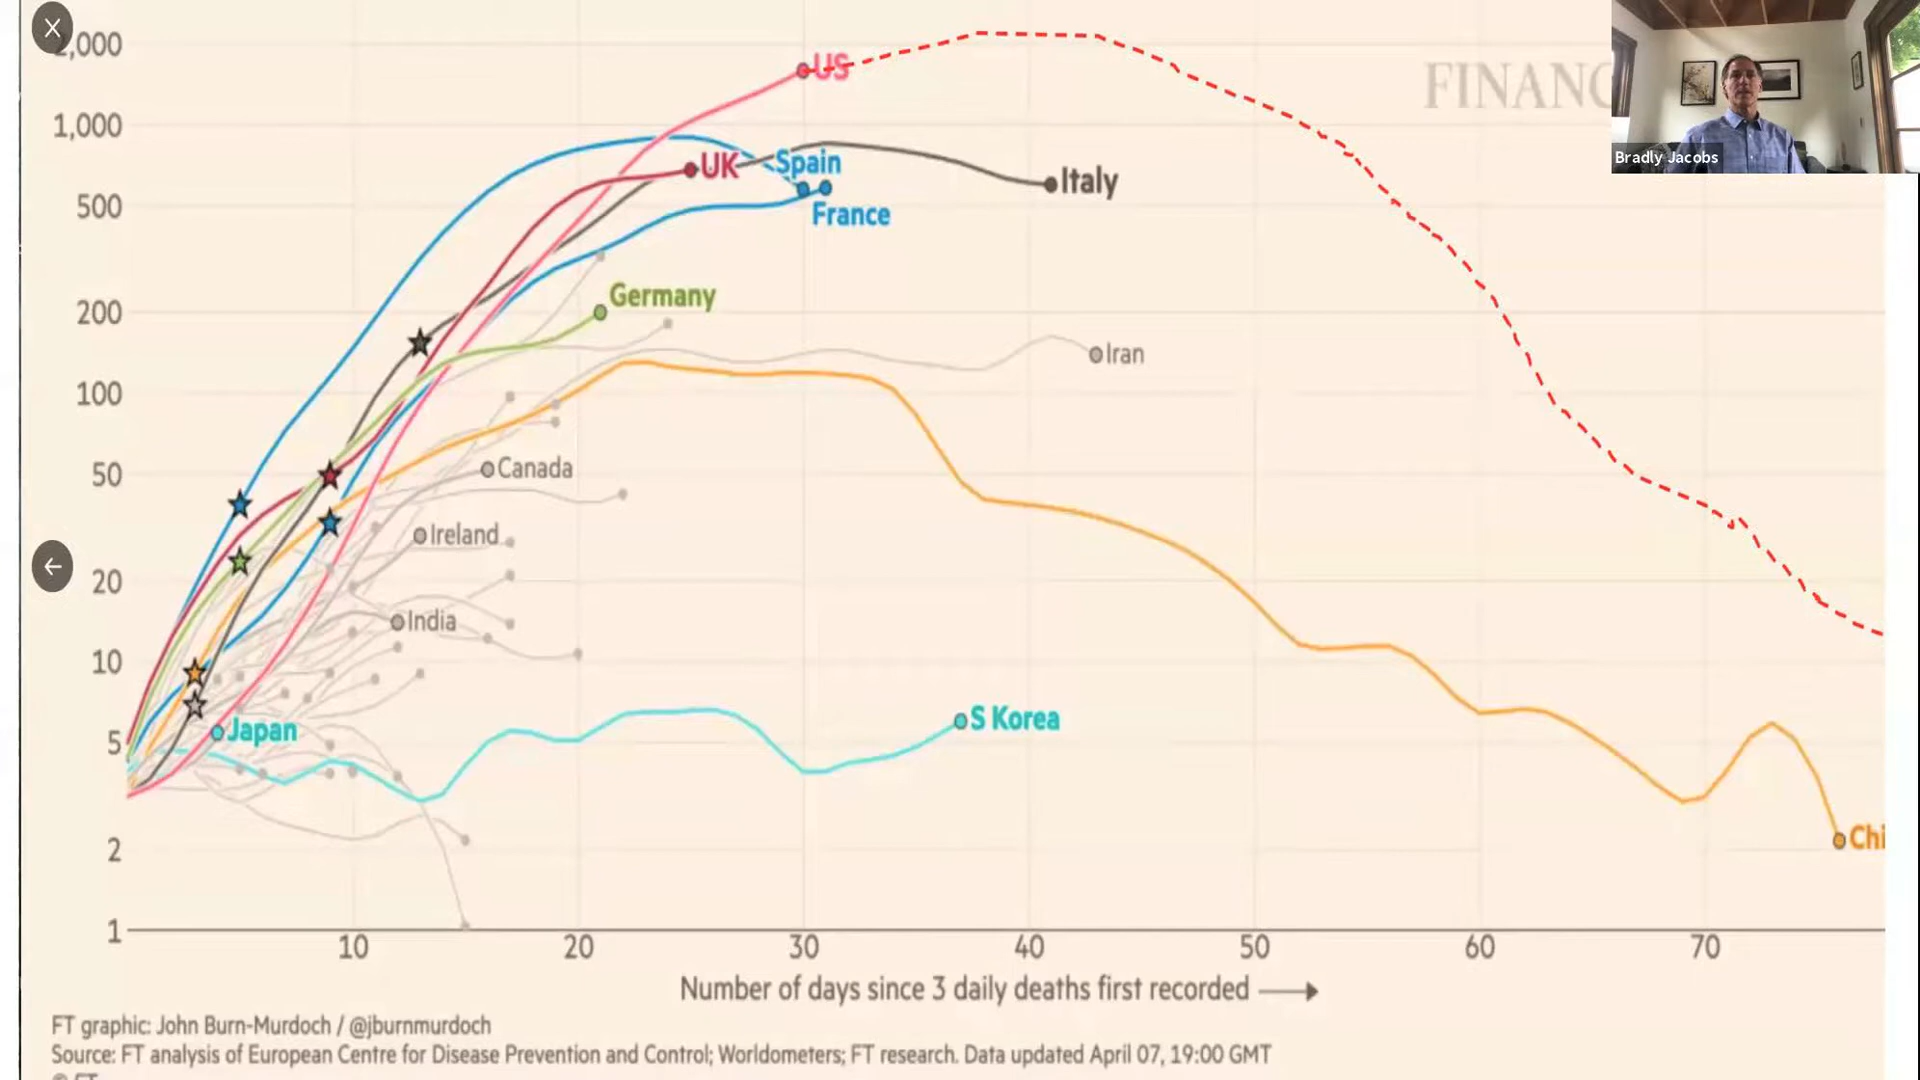 2,000
US
FINANC
1,000
UK
Spain
Italy
Bradly Jacobs
500
France
Germany
200
Iran
100
50
Canada
Ireland
20
India
10
Japan
S Korea
5
2
Chi
1
10 20 30 40 50 60 70
Number of days since 3 daily deaths first recorded
FT graphic: John Burn-Murdoch / @jburnmurdoch
Source: FT analysis of European Centre for Disease Prevention and Control; Worldometers; FT research. Data updated April 07, 19:00 GMT
© FT